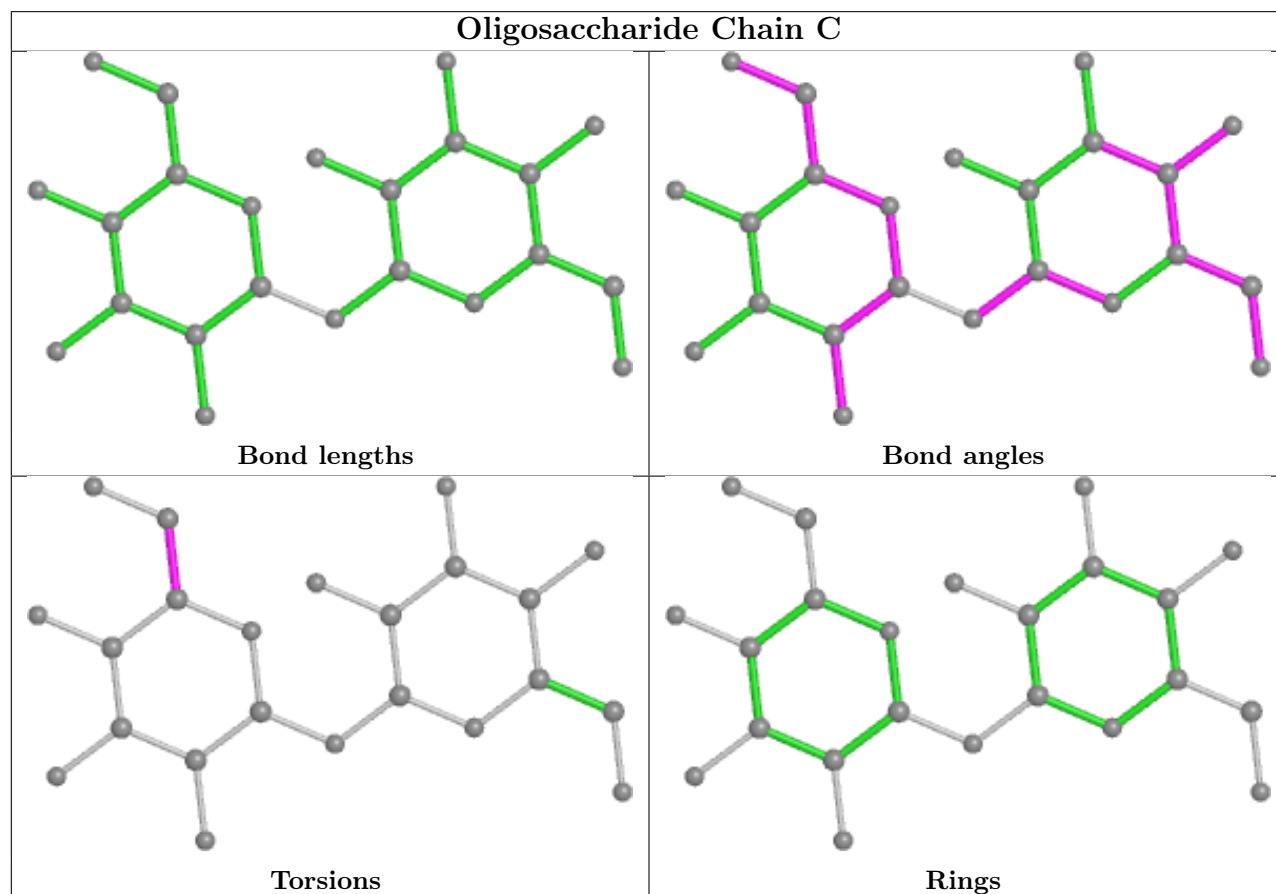 Oligosaccharide Chain C
Bond lengths
Bond angles
Torsions
Rings